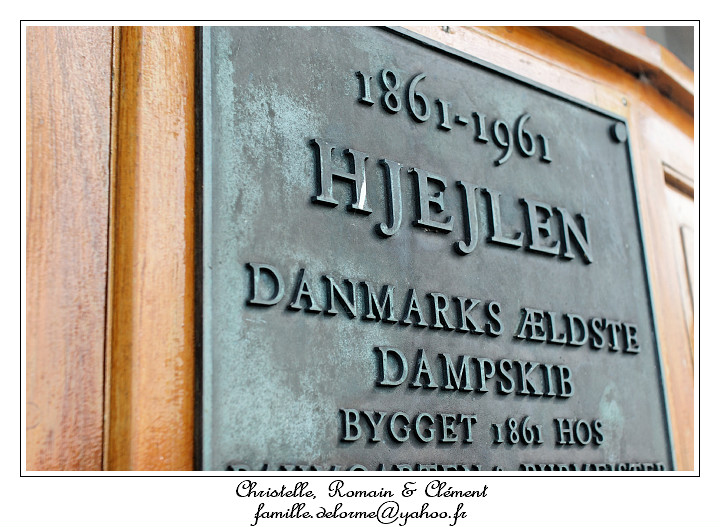 1861-1961
HJEJLEN
DANMARKS ÆLDSTE
DAMPSKIB
BYGGET 1861 HOS
Christelle, Romain & Clément
famille.delorme@yahoo.fr